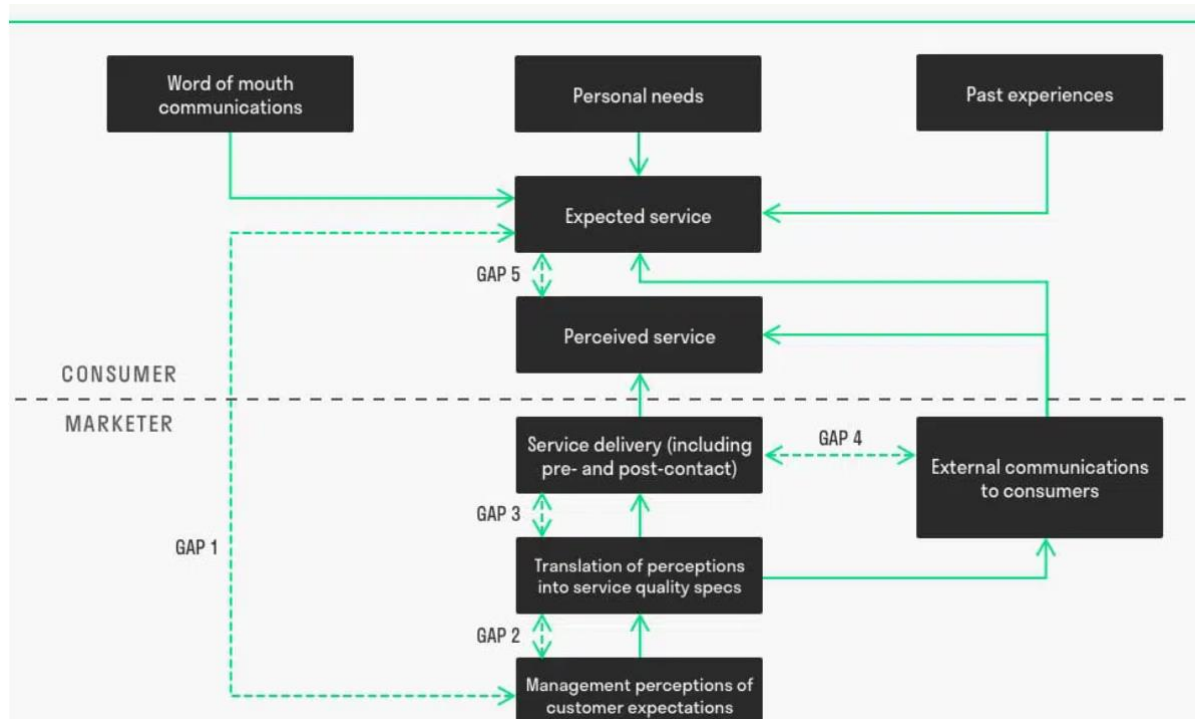 Word of mouth
communications
Personal needs
Past experiences
Expected service
GAP 5
Perceived service
CONSUMER
MARKETER
Service delivery (including
pre- and post-contact)
GAP 4
External communications
to consumers
GAP 3
GAP 1
Translation of perceptions
into service quality specs
GAP 2
Management perceptions of
customer expectations